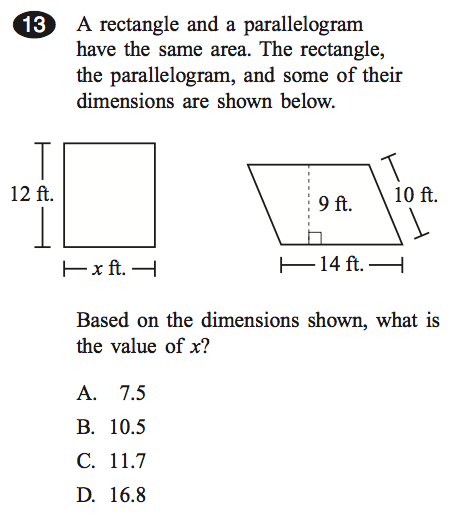 13 A rectangle and a parallelogram
have the same area. The rectangle,
the parallelogram, and some of their
dimensions are shown below.
12 ft.
x ft.
9 ft.
10 ft.
14 ft.
Based on the dimensions shown, what is
the value of x?
A. 7.5
B. 10.5
C. 11.7
D. 16.8